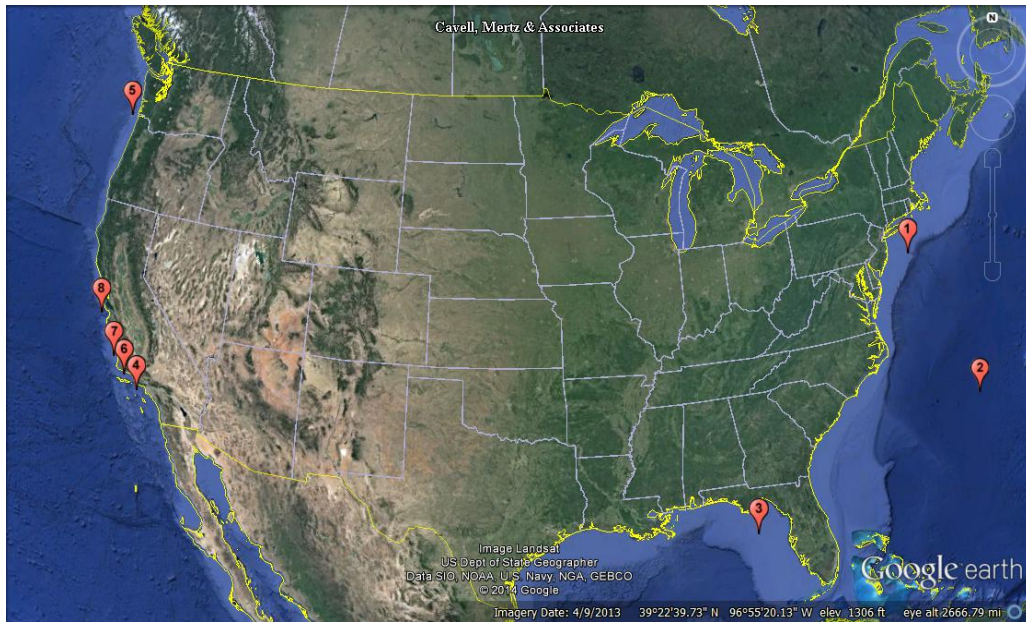 Cavell, Mertz & Associates
N
5
1
8
7
6
4
2
3
Image Landsat
US Dept of State Geographer
Data SIO, NOAA, U.S. Navy, NGA, GEBCO
© 2014 Google
Google earth
Imagery Date: 4/9/2013 39°22'39.73" N 96°55'20.13" W elev 1306 ft eye alt 2666.79 mi